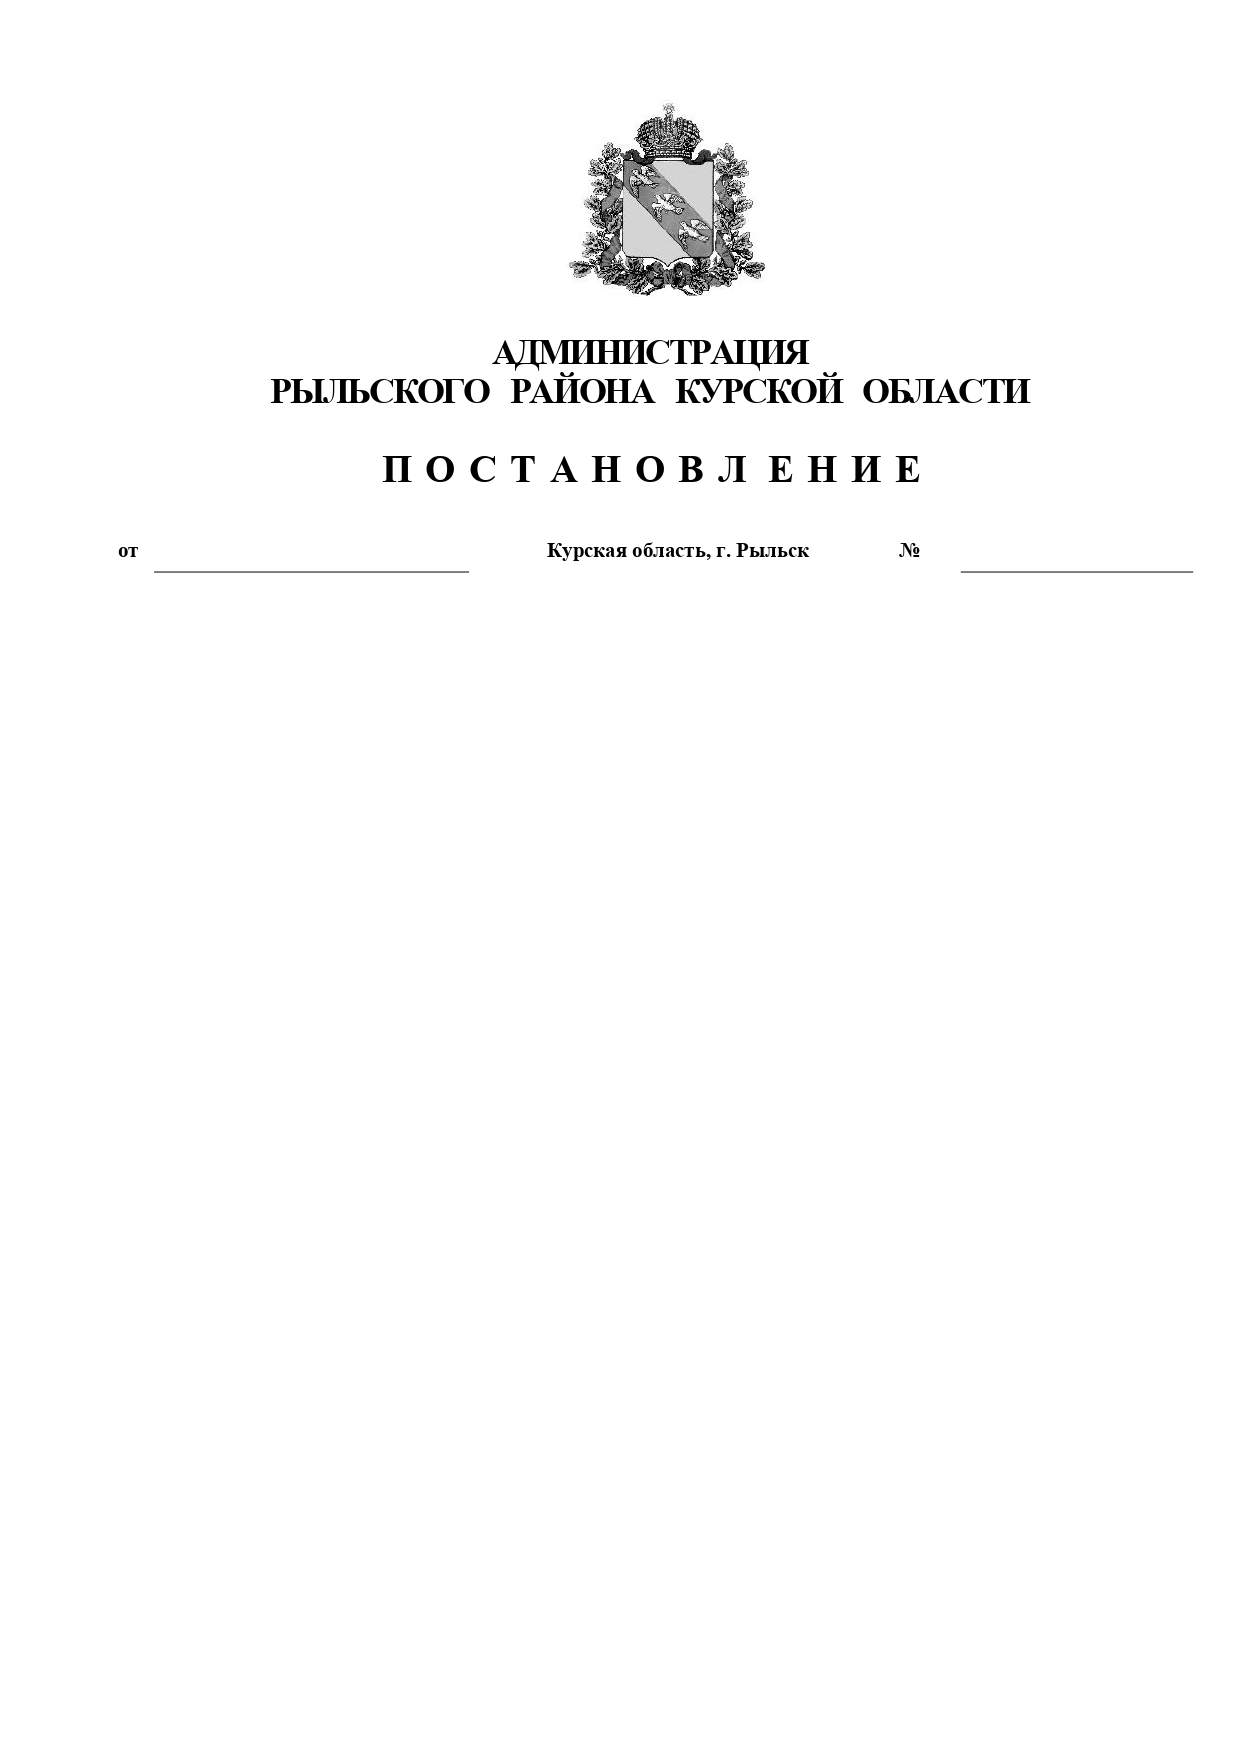 АДМИНИСТРАЦИЯ
РЫЛЬСКОГО РАЙОНА КУРСКОЙ ОБЛАСТИ
П О С Т А Н О В Л Е Н И Е
от Курская область, г. Рыльск №